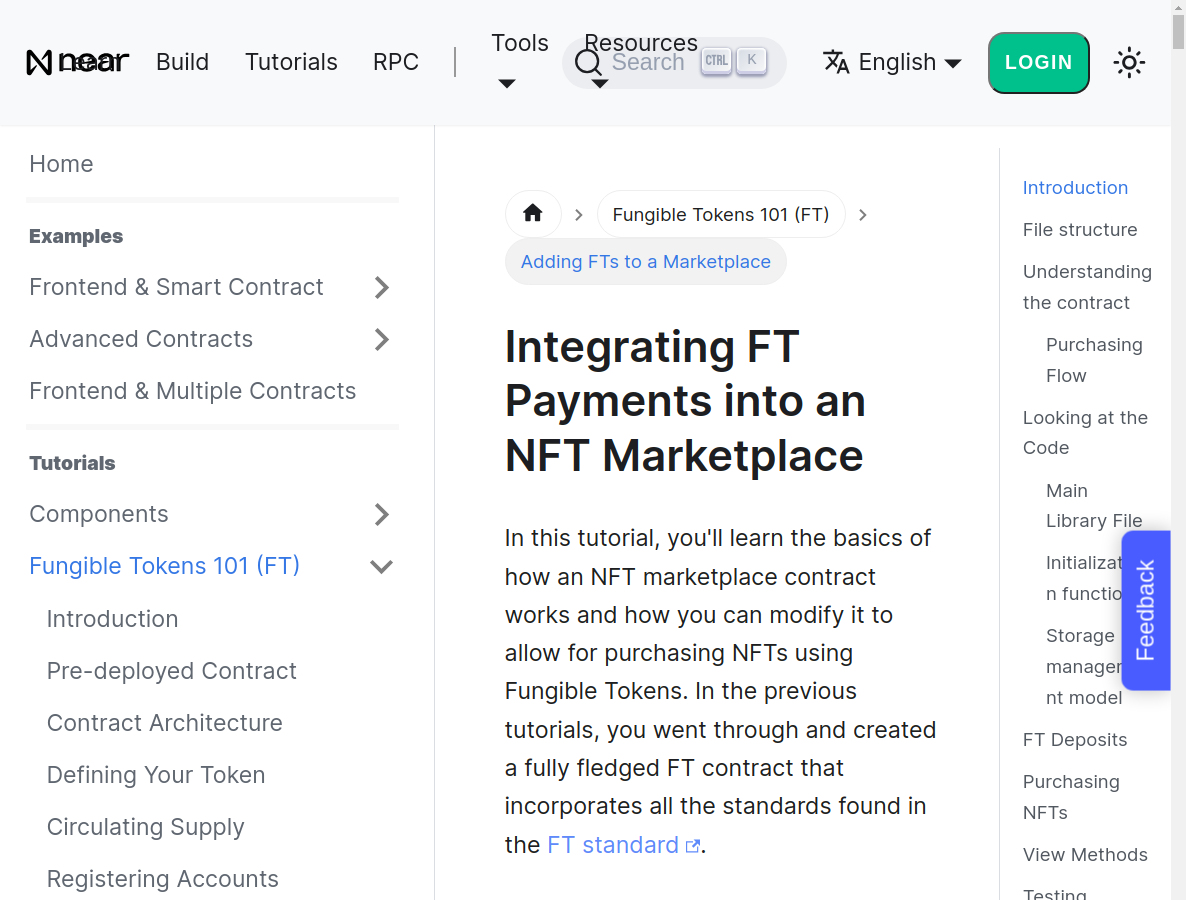 near
Learn
Build
Tutorials
RPC
Tools
Resources
Search
CTRL
K
English
LOGIN
Home
Examples
Frontend & Smart Contract
Advanced Contracts
Frontend & Multiple Contracts
Tutorials
Components
Fungible Tokens 101 (FT)
Introduction
Pre-deployed Contract
Contract Architecture
Defining Your Token
Circulating Supply
Registering Accounts
Fungible Tokens 101 (FT)
Adding FTs to a Marketplace
Integrating FT
Payments into an
NFT Marketplace
In this tutorial, you'll learn the basics of
how an NFT marketplace contract
works and how you can modify it to
allow for purchasing NFTs using
Fungible Tokens. In the previous
tutorials, you went through and created
a fully fledged FT contract that
incorporates all the standards found in
the FT standard.
Introduction
File structure
Understanding
the contract
Purchasing
Flow
Looking at the
Code
Main
Library File
Initializat
n functio
Storage
manager
nt model
FT Deposits
Purchasing
NFTs
View Methods
Testing
Feedback